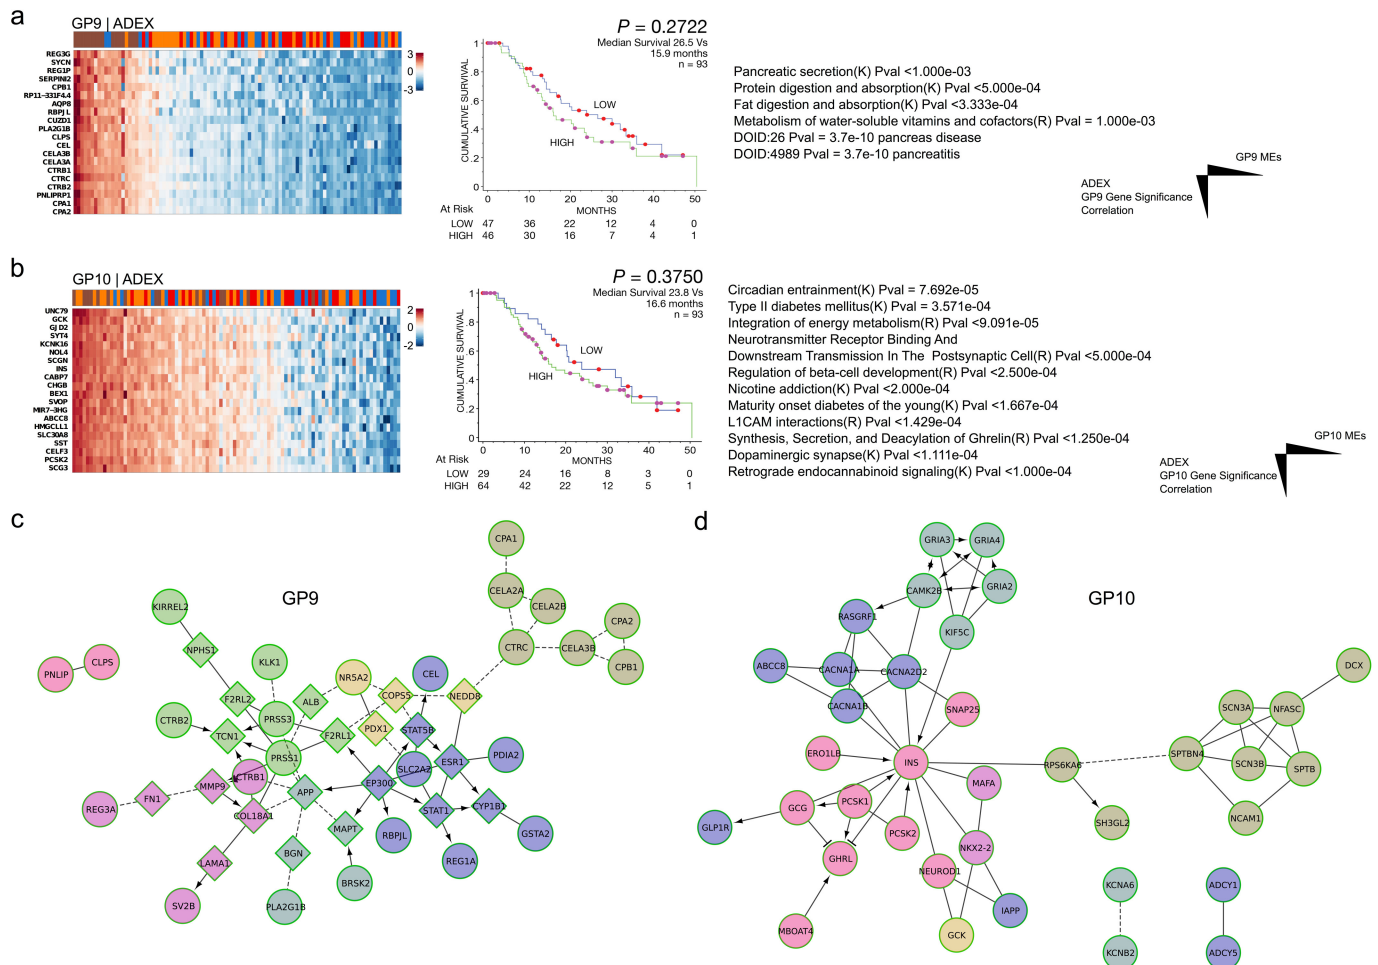 a
GP9 | ADEX
REG3G
SYCN
REG1P
SERPINI2
CPB1
RP11-331F4.4
AQP8
RBPJL
CUZD1
PLA2G1B
CLPS
CEL
CELA3B
CELA3A
CTRB1
CTRC
CTRB2
PNLIPRP1
CPA1
CPA2
3
0
-3
P = 0.2722
Median Survival 26.5 Vs
15.9 months
n = 93
CUMULATIVE SURVIVAL
1
.8
.6
.4
.2
0
LOW
HIGH
0 10 20 30 40 50
MONTHS
At Risk
LOW 47 36 22 12 4 0
HIGH 46 30 16 7 4 1
Pancreatic secretion(K) Pval <1.000e-03
Protein digestion and absorption(K) Pval <5.000e-04
Fat digestion and absorption(K) Pval <3.333e-04
Metabolism of water-soluble vitamins and cofactors(R) Pval = 1.000e-03
DOID:26 Pval = 3.7e-10 pancreas disease
DOID:4989 Pval = 3.7e-10 pancreatitis
GP9 MEs
ADEX
GP9 Gene Significance
Correlation
b
GP10 | ADEX
UNC79
GCK
GJD2
SYT4
KCNK16
NOL4
SCGN
INS
CABP7
CHGB
BEX1
SVOP
MIR7-3HG
ABCC8
HMGCLL1
SLC30A8
SST
CELF3
PCSK2
SCG3
2
0
-2
P = 0.3750
Median Survival 23.8 Vs
16.6 months
n = 93
CUMULATIVE SURVIVAL
1
.8
.6
.4
.2
0
LOW
HIGH
0 10 20 30 40 50
MONTHS
At Risk
LOW 29 24 16 8 3 0
HIGH 64 42 22 12 5 1
Circadian entrainment(K) Pval = 7.692e-05
Type II diabetes mellitus(K) Pval = 3.571e-04
Integration of energy metabolism(R) Pval <9.091e-05
Neurotransmitter Receptor Binding And
Downstream Transmission In The Postsynaptic Cell(R) Pval <5.000e-04
Regulation of beta-cell development(R) Pval <2.500e-04
Nicotine addiction(K) Pval <2.000e-04
Maturity onset diabetes of the young(K) Pval <1.667e-04
L1CAM interactions(R) Pval <1.429e-04
Synthesis, Secretion, and Deacylation of Ghrelin(R) Pval <1.250e-04
Dopaminergic synapse(K) Pval <1.111e-04
Retrograde endocannabinoid signaling(K) Pval <1.000e-04
GP10 MEs
ADEX
GP10 Gene Significance
Correlation
c
GP9
CPA1
CELA2A
CELA2B
KIRREL2
CPA2
CTRC
CELA3B
CPB1
NPHS1
CLPS
PNLIP
KLK1
NR5A2
CEL
COPS5
NEDD8
F2RL2
ALB
CTRB2
PRSS3
TCN1
F2RL1
PDX1
STAT5B
PRSS1
SLC2A2
ESR1
PDIA2
CTRB1
MMP9
EP300
APP
FN1
REG3A
COL18A1
STAT1
CYP1B1
MAPT
RBPJL
GSTA2
BGN
LAMA1
REG1A
BRSK2
SV2B
PLA2G1B
d
GP10
GRIA3
GRIA4
CAMK2B
GRIA2
RASGRF1
KIF5C
ABCC8
CACNA1A
CACNA2D2
CACNA1B
SNAP25
DCX
SCN3A
NFASC
ERO1LB
INS
RPS6KA6
SPTBN4
SCN3B
SPTB
MAFA
GCG
PCSK1
GLP1R
PCSK2
SH3GL2
NCAM1
GHRL
NKX2-2
NEUROD1
KCNA6
ADCY1
IAPP
MBOAT4
GCK
KCNB2
ADCY5